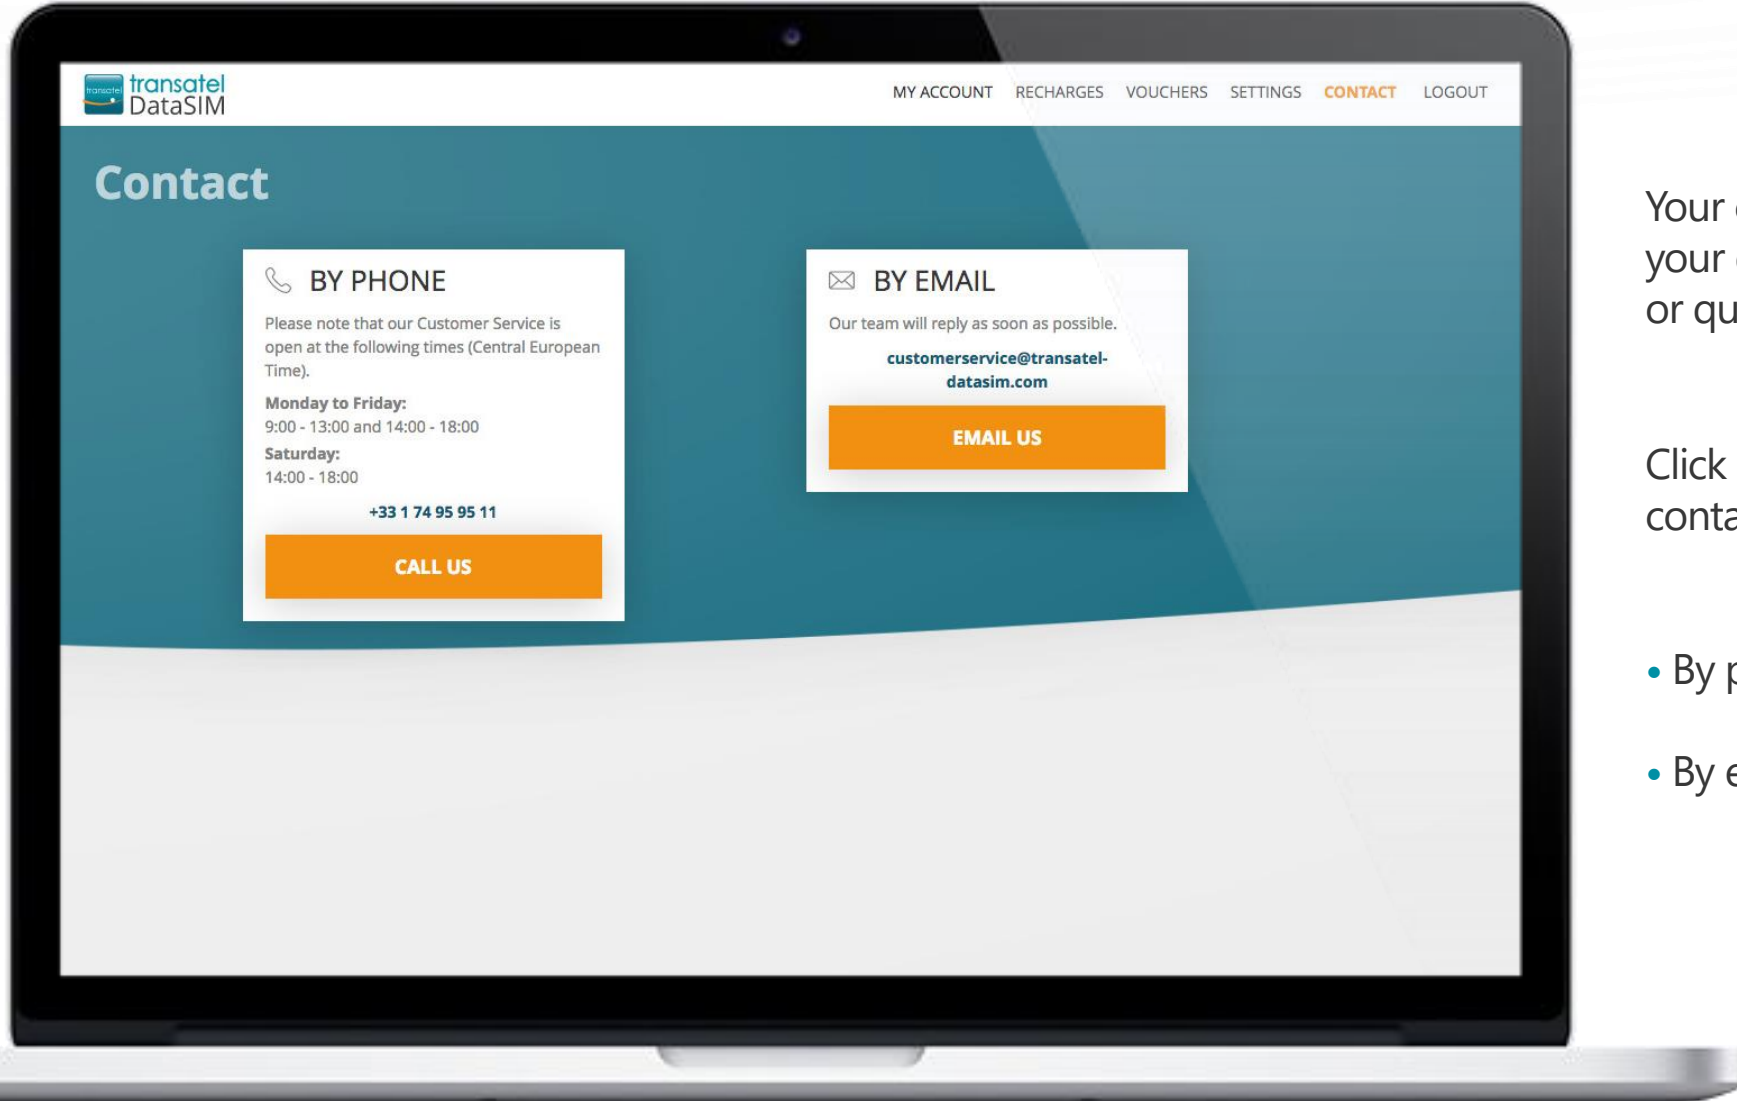 transatel
transatel
DataSIM
MY ACCOUNT RECHARGES VOUCHERS SETTINGS CONTACT LOGOUT
Contact
BY PHONE
Please note that our Customer Service is
open at the following times (Central European
Time).
Monday to Friday:
9:00 - 13:00 and 14:00 - 18:00
Saturday:
14:00 - 18:00
+33 1 74 95 95 11
CALL US
BY EMAIL
Our team will reply as soon as possible.
customerservice@transatel-
datasim.com
EMAIL US
Your
your
or
Click
• By
• By